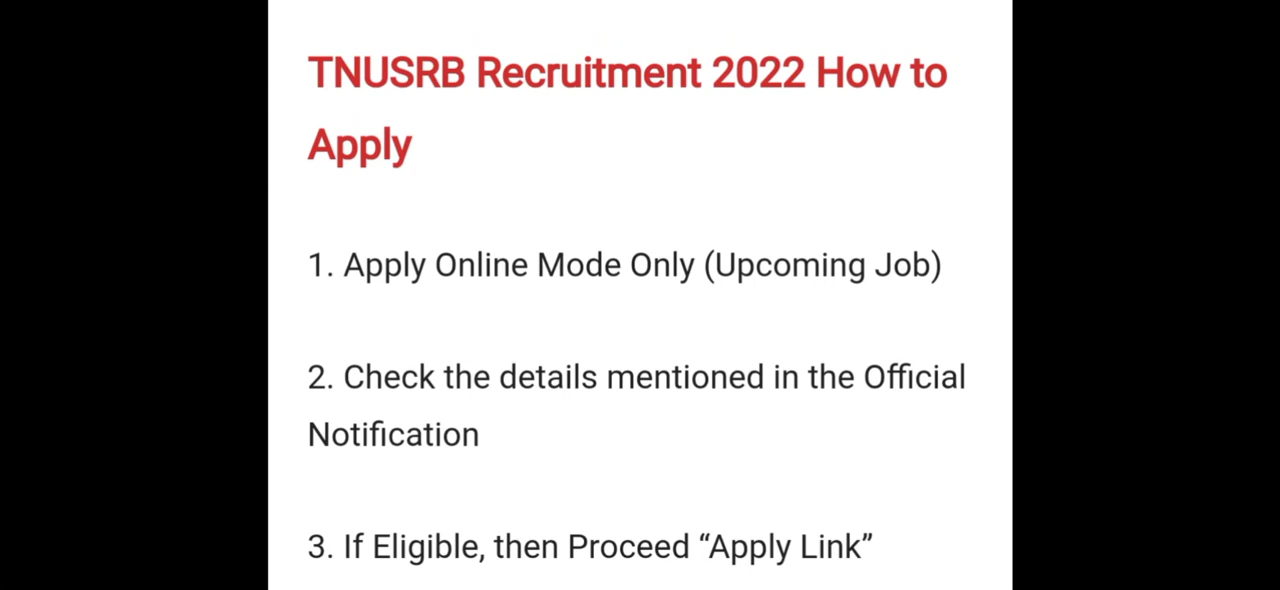 TNUSRB Recruitment 2022 How to
Apply
1. Apply Online Mode Only (Upcoming Job)
2. Check the details mentioned in the Official
Notification
3. If Eligible, then Proceed “Apply Link”